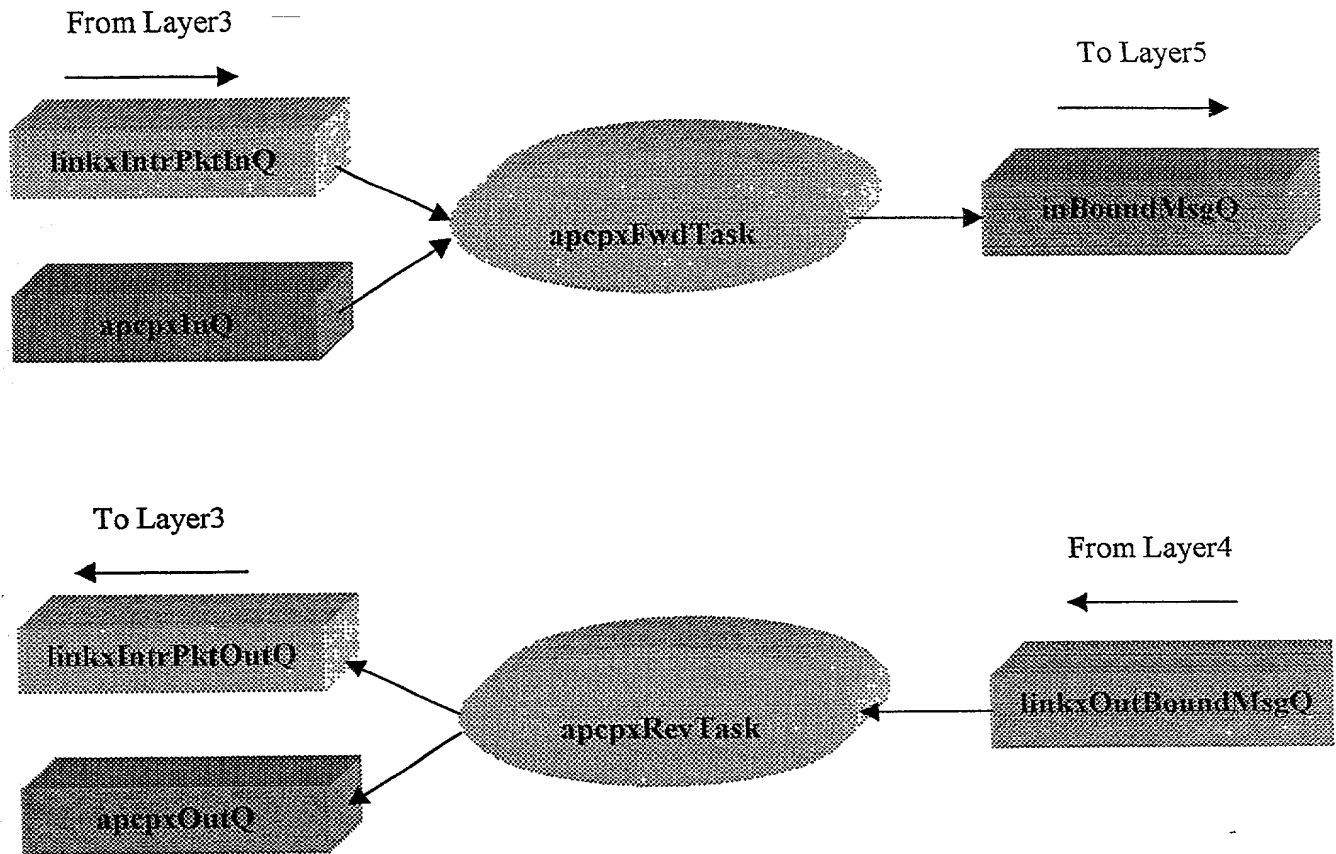 From Layer3
To Layer5
linkxIntrPktInQ
inBoundMsgQ
apcpxFwdTask
apcpxInQ
To Layer3
From Layer4
linkxIntrPktOutQ
linkxOutBoundMsgQ
apcpxRevTask
apcpxOutQ